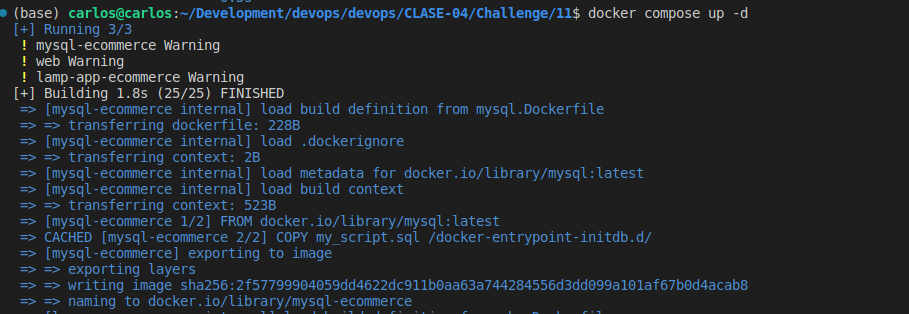 (base) carlos@carlos:~/Development/devops/devops/CLASE-04/Challenge/11$ docker compose up -d
[+] Running 3/3
! mysql-ecommerce Warning
! web Warning
! lamp-app-ecommerce Warning
[+] Building 1.8s (25/25) FINISHED
=> [mysql-ecommerce internal] load build definition from mysql.Dockerfile
=> => transferring dockerfile: 228B
=> [mysql-ecommerce internal] load .dockerignore
=> => transferring context: 2B
=> [mysql-ecommerce internal] load metadata for docker.io/library/mysql:latest
=> [mysql-ecommerce internal] load build context
=> => transferring context: 523B
=> [mysql-ecommerce 1/2] FROM docker.io/library/mysql:latest
=> CACHED [mysql-ecommerce 2/2] COPY my_script.sql /docker-entrypoint-initdb.d/
=> [mysql-ecommerce] exporting to image
=> => exporting layers
=> => writing image sha256:2f57799904059dd4622dc911b0aa63a744284556d3dd099a101af67b0d4acab8
=> => naming to docker.io/library/mysql-ecommerce